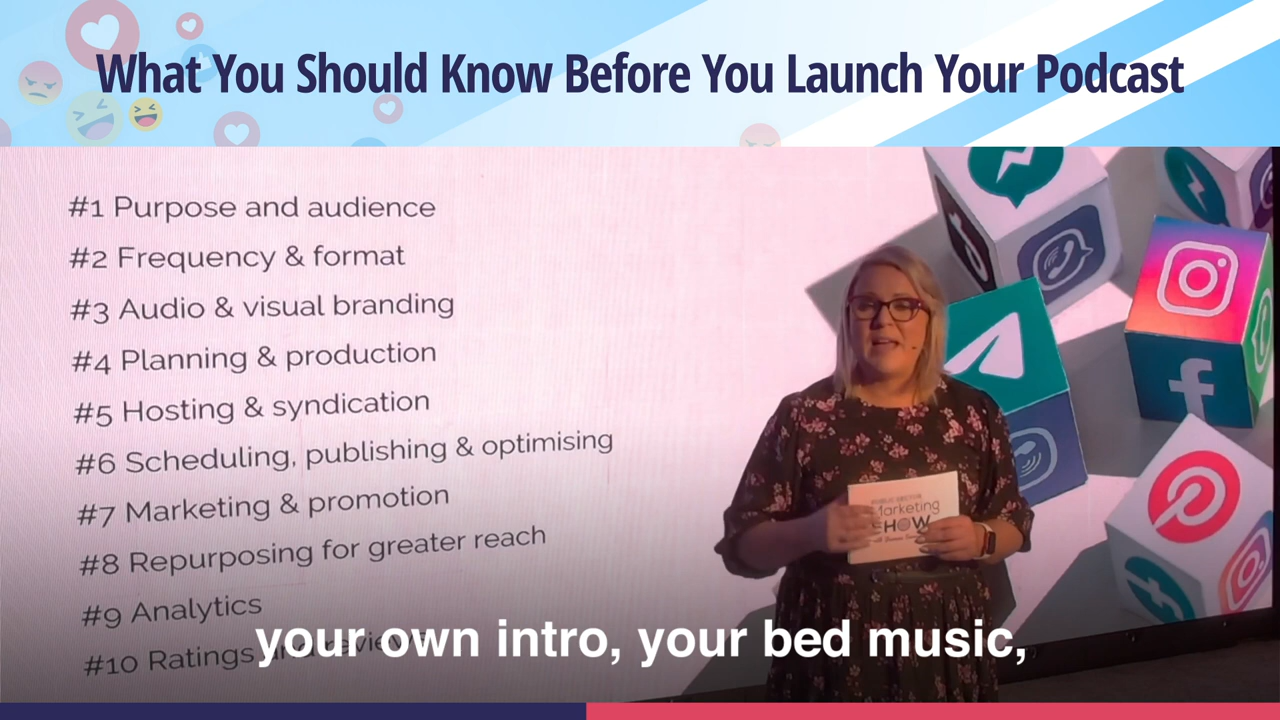 What You Should Know Before You Launch Your Podcast
#1 Purpose and audience
#2 Frequency & format
#3 Audio & visual branding
#4 Planning & production
#5 Hosting & syndication
#6 Scheduling, publishing & optimising
#7 Marketing & promotion
#8 Repurposing for greater reach
#9 Analytics
#10 Ratings
your own intro, your bed music,
PUBLIC SECTOR
Marketing
SHOW